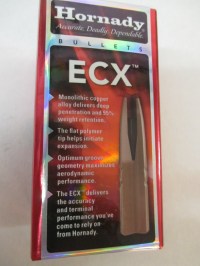 Hornady
Accurate. Deadly. Dependable.
BULLETS
ECX™
Monolithic copper
alloy delivers deep
penetration and 95%
weight retention.
The flat polymer
tip helps initiate
expansion.
Optimum groove
geometry maximizes
aerodynamic
performance.
The ECX™ delivers
the accuracy
and terminal
performance you've
come to rely on
from Hornady.